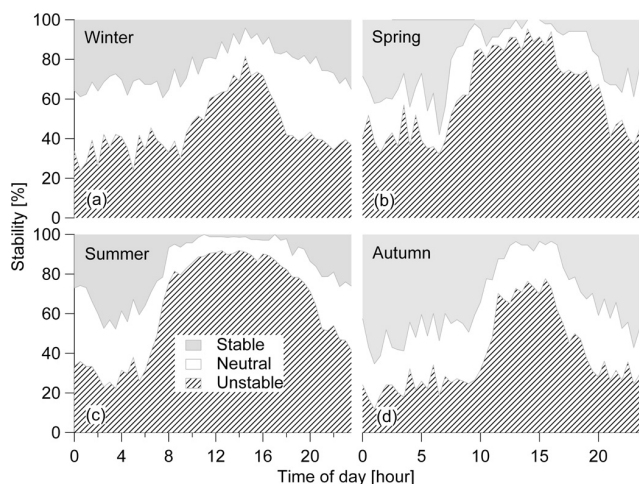 100
80
60
40
20
0
Winter
(a)
Spring
(b)
Stability [%]
100
80
60
40
20
0
Summer
Stable
Neutral
Unstable
(c)
Autumn
(d)
0 4 8 12 16 20
0 5 10 15 20
Time of day [hour]